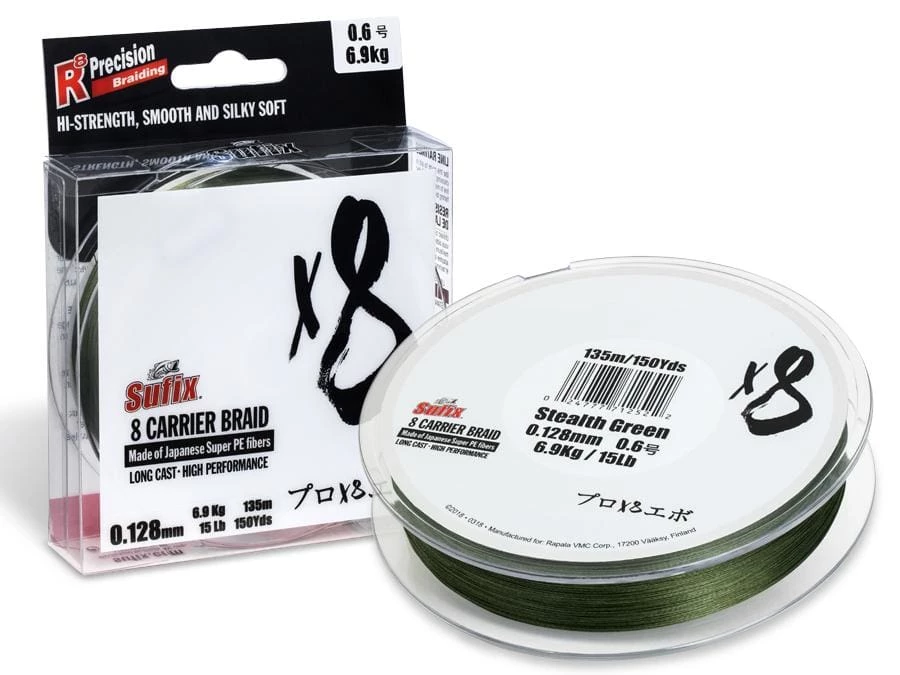 R8 Precision
Braiding
0.6号
6.9kg
HI-STRENGTH, SMOOTH AND SILKY SOFT
x8
Sufix
8 CARRIER BRAID
Made of Japanese Super PE fibers
LONG CAST · HIGH PERFORMANCE
プロX8エ
0.128mm
6.9 Kg 135m
15 Lb 150Yds
135m/150Yds
x8
Sufix
8 CARRIER BRAID
Made of Japanese Super PE fibers
LONG CAST · HIGH PERFORMANCE
Stealth Green
0.128mm 0.6号
6.9Kg / 15Lb
プロX8エボ
©2018 • 0318 • Manufactured for: Rapala VMC Corp., 17200 Vääksy, Finland